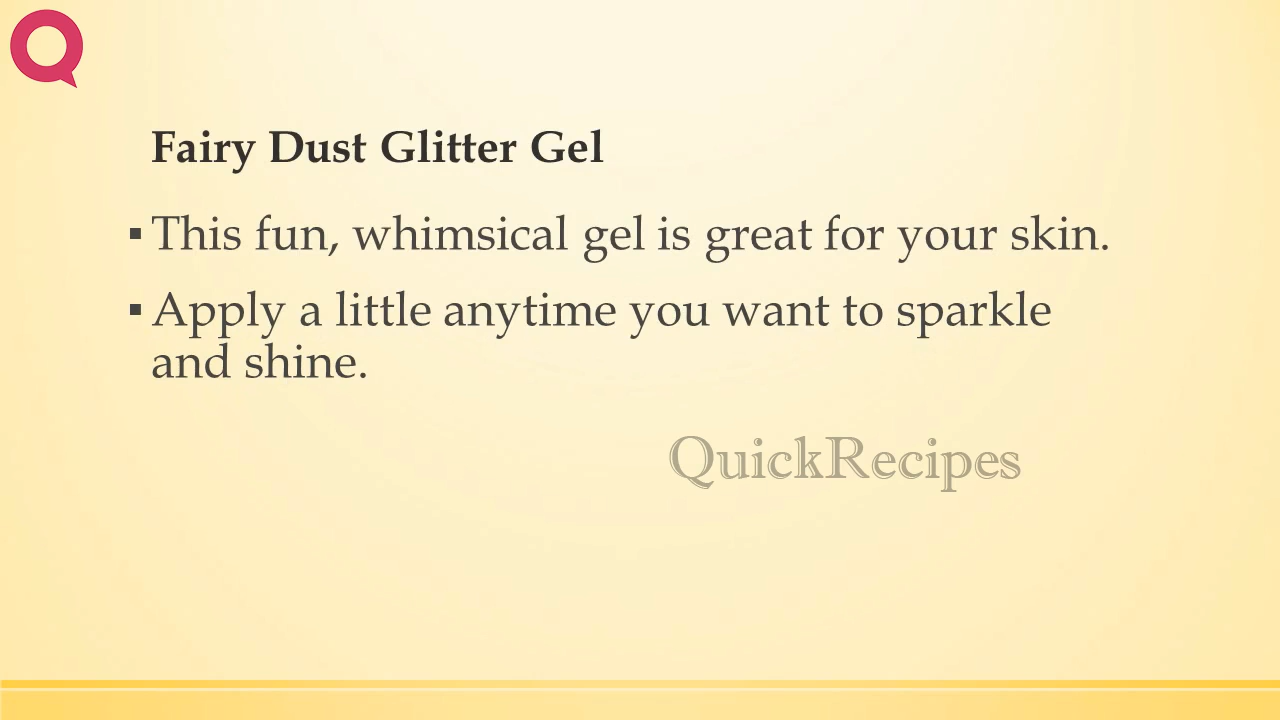 Fairy Dust Glitter Gel
▪ This fun, whimsical gel is great for your skin.
▪ Apply a little anytime you want to sparkle
and shine.
QuickRecipes